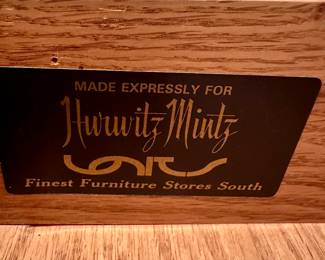 MADE EXPRESSLY FOR
Hurwitz Mintz
Finest Furniture Stores South